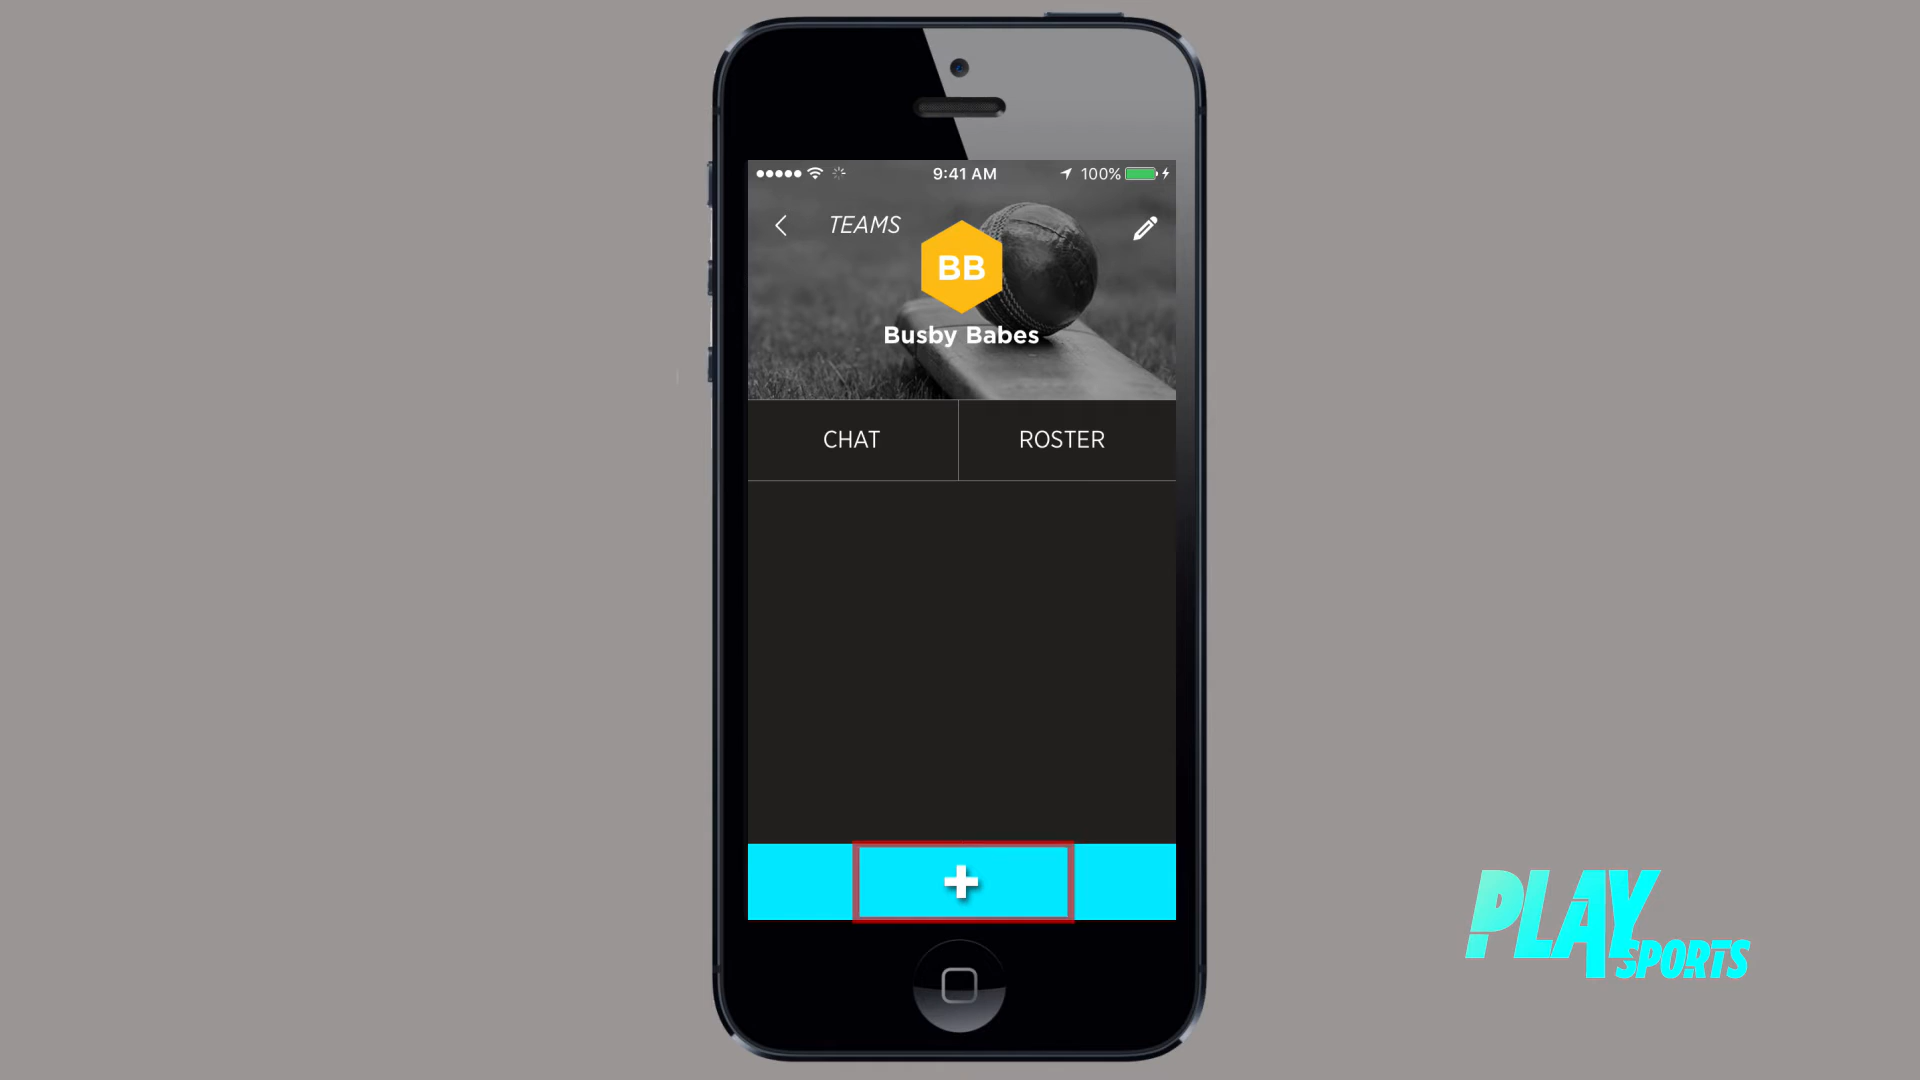 9:41 AM
100%
TEAMS
BB
Busby Babes
CHAT
ROSTER
PLAY
SPORTS